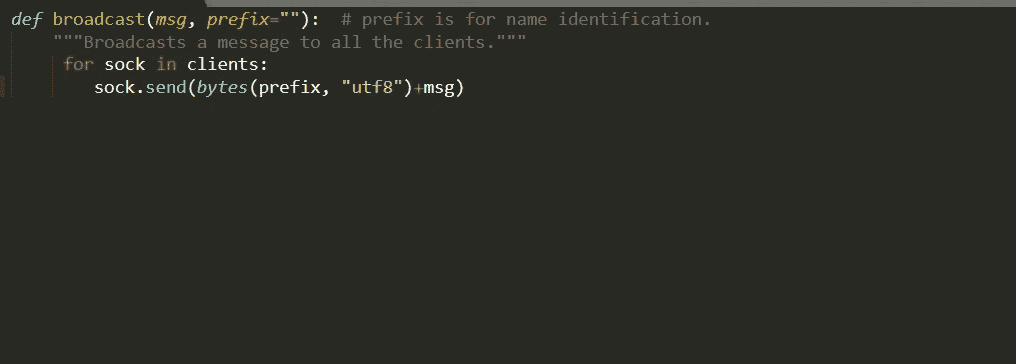 def broadcast(msg, prefix=""):  # prefix is for name identification.
    """Broadcasts a message to all the clients."""
     for sock in clients:
        sock.send(bytes(prefix, "utf8")+msg)